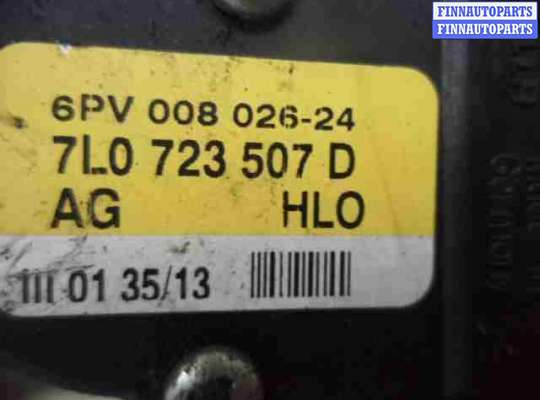 FINNAUTOPARTS
FINNAUTOPARTS
6PV 008 026-24
7L0 723 507 D
AG HLO
III 01 35/13